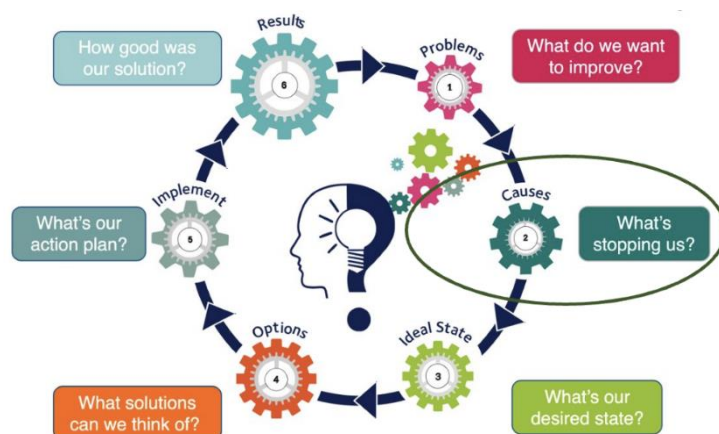 Results
6
How good was
our solution?
Problems
1
What do we want
to improve?
Causes
2
What's
stopping us?
Ideal State
3
What's our
desired state?
Options
4
What solutions
can we think of?
Implement
5
What's our
action plan?